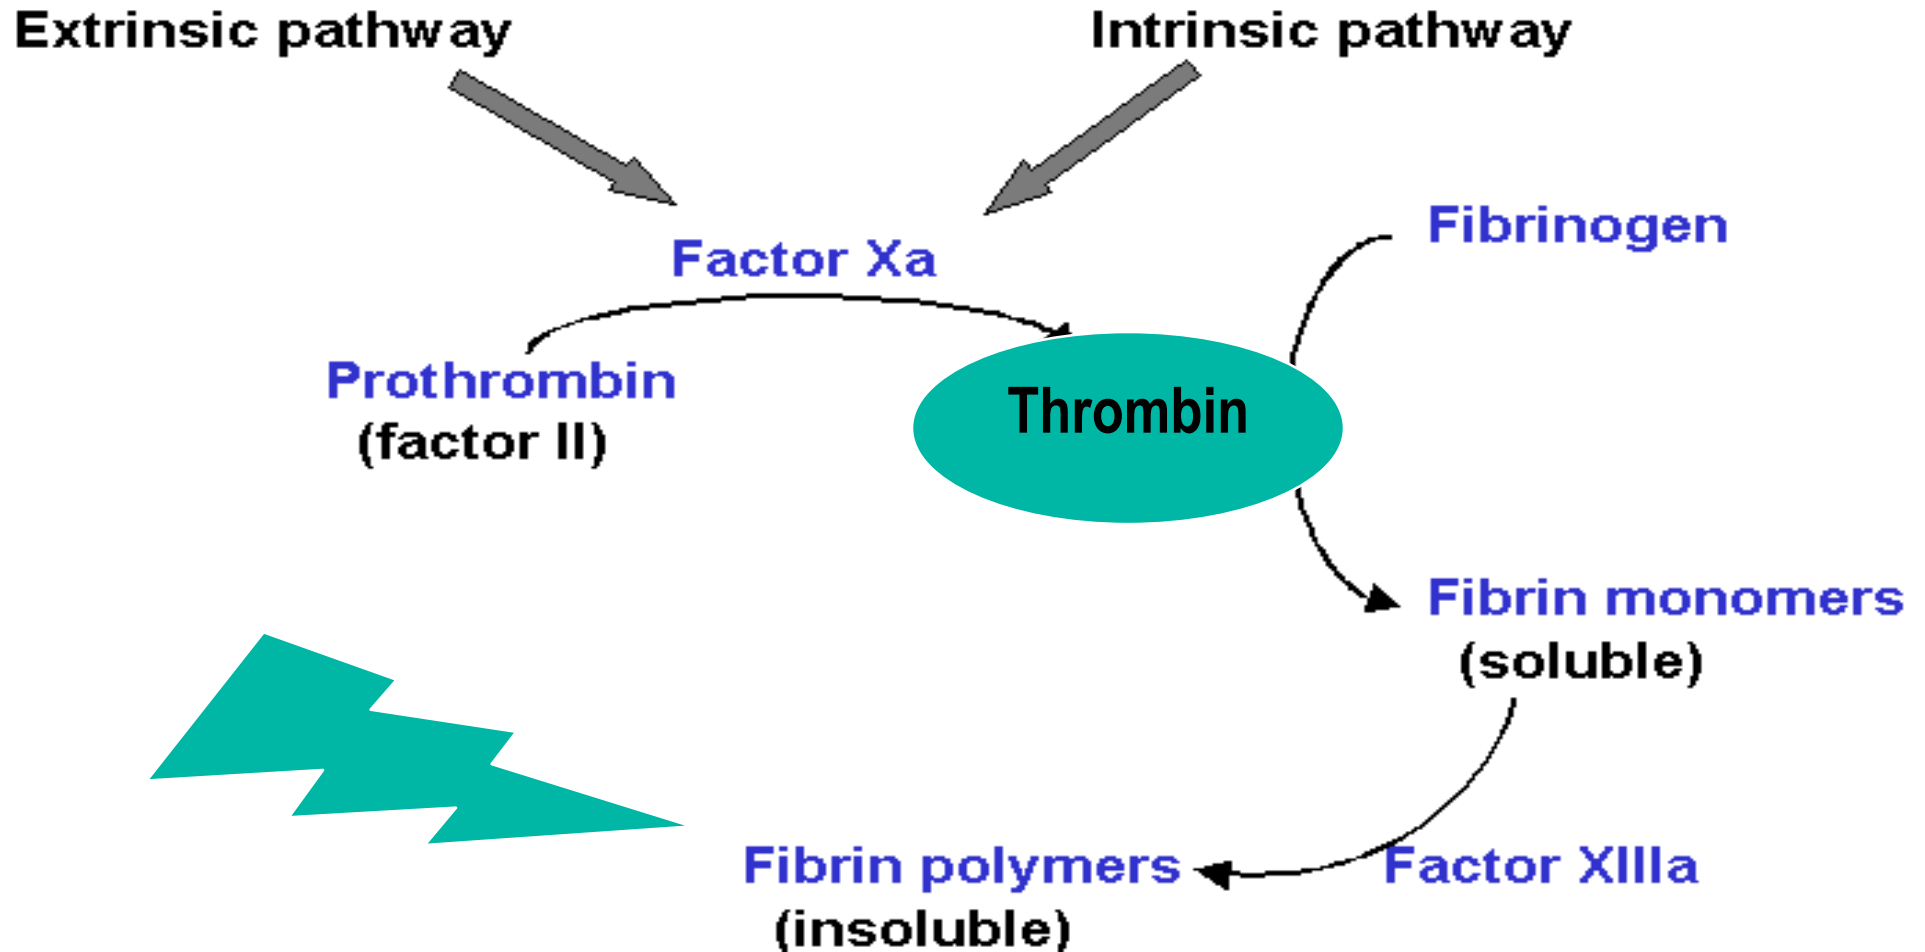 Extrinsic pathway
Intrinsic pathway
Fibrinogen
Factor Xa
Prothrombin
(factor II)
Thrombin
Fibrin monomers
(soluble)
Fibrin polymers
(insoluble)
Factor XIIIa